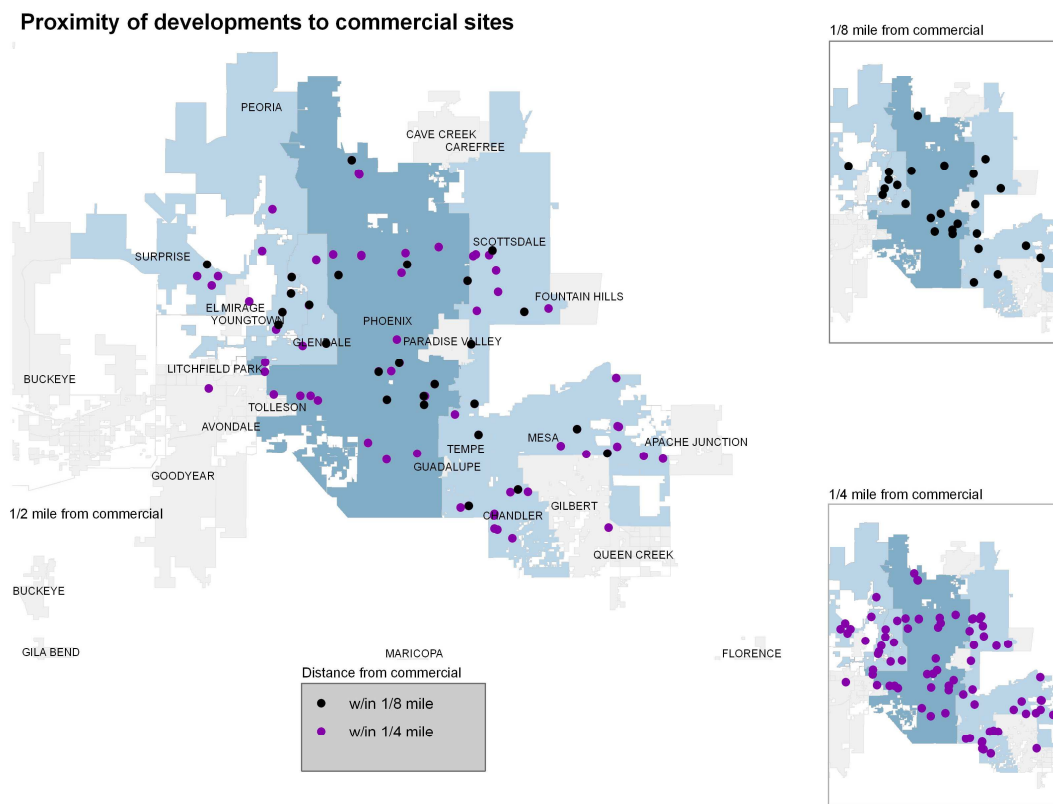 Proximity of developments to commercial sites
1/8 mile from commercial
PEORIA
CAVE CREEK
CAREFREE
SCOTTSDALE
SURPRISE
FOUNTAIN HILLS
EL MIRAGE
YOUNGTOWN
PHOENIX
GLENDALE
PARADISE VALLEY
LITCHFIELD PARK
BUCKEYE
TOLLESON
AVONDALE
MESA
APACHE JUNCTION
TEMPE
GUADALUPE
GOODYEAR
1/4 mile from commercial
GILBERT
1/2 mile from commercial
CHANDLER
QUEEN CREEK
BUCKEYE
GILA BEND
MARICOPA
FLORENCE
Distance from commercial
w/in 1/8 mile
w/in 1/4 mile